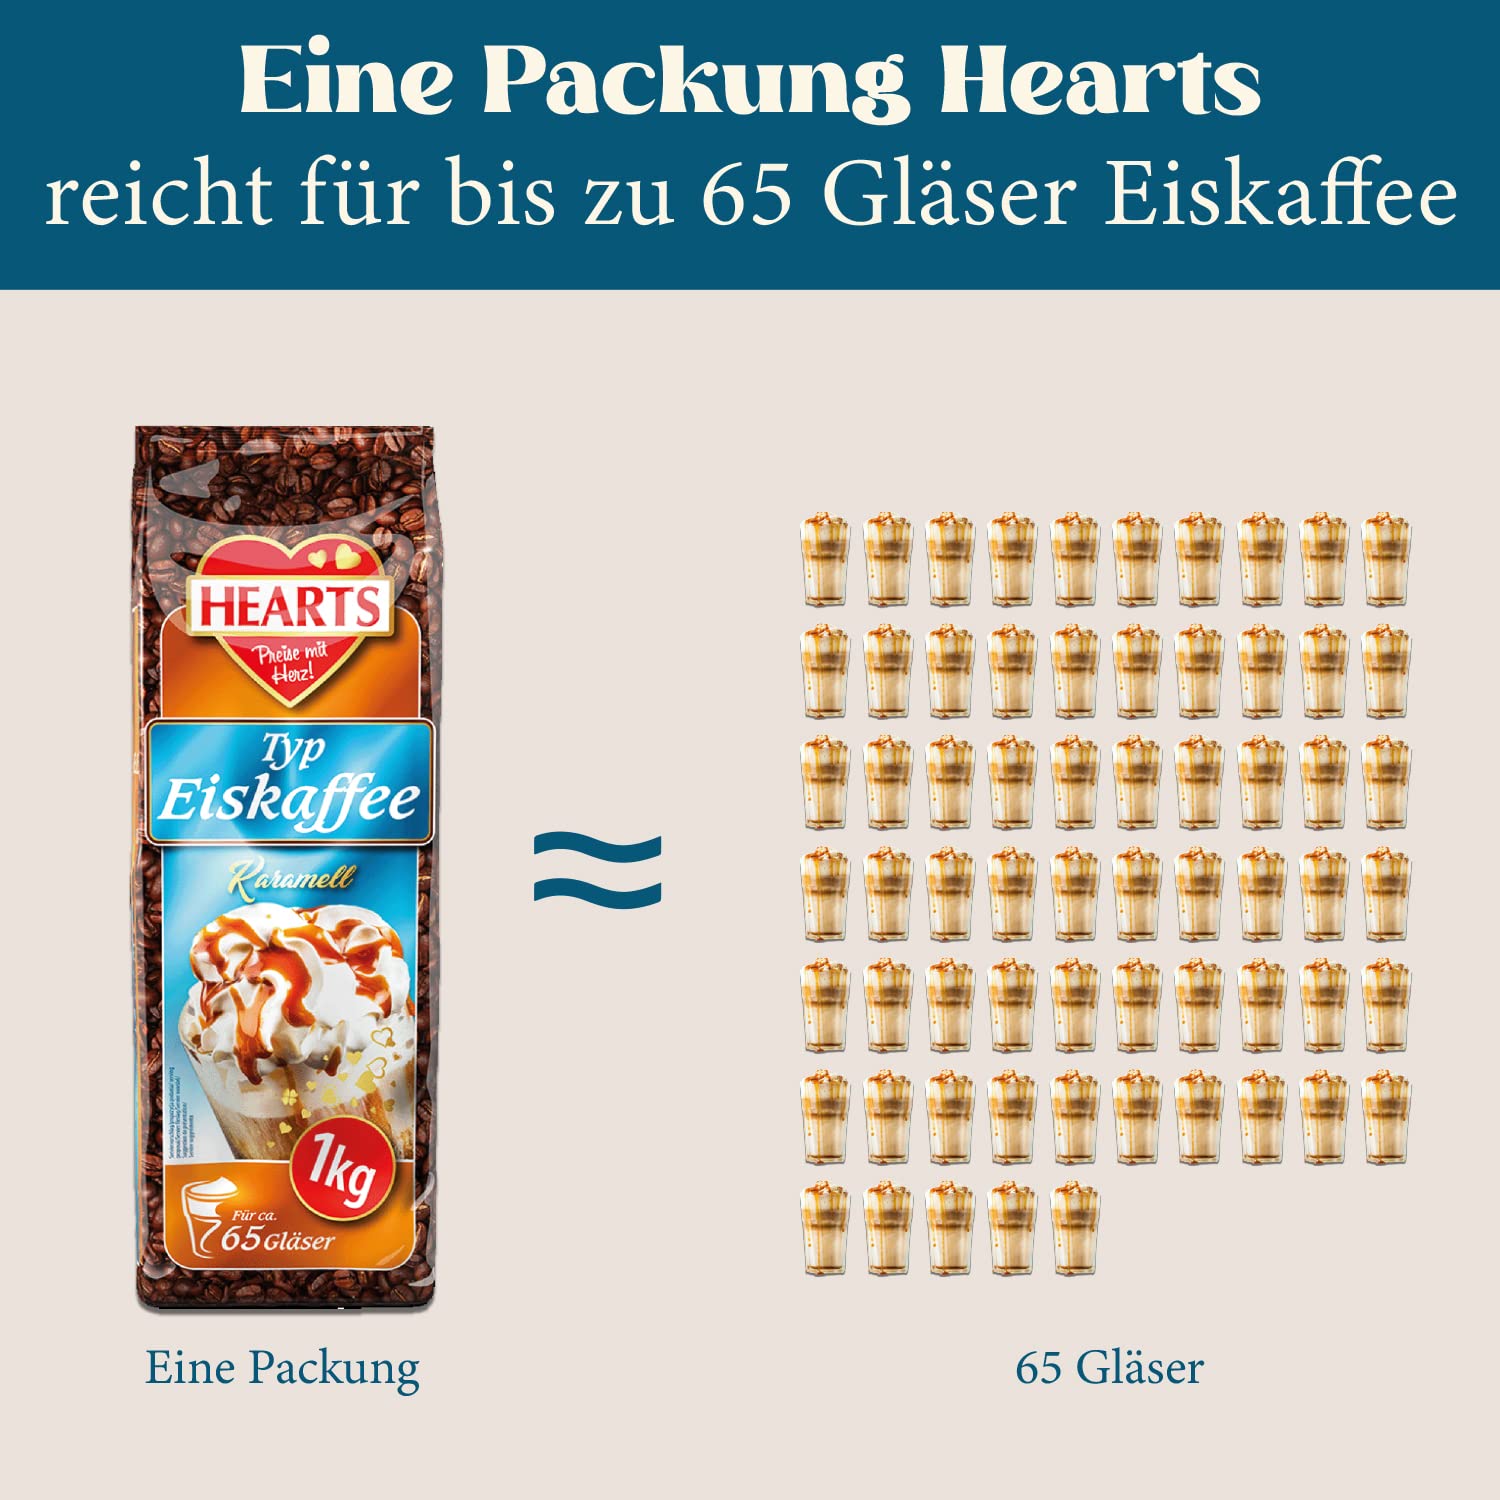 Eine Packung Hearts
reicht für bis zu 65 Gläser Eiskaffee
HEARTS
Preise mit
Herz!
Typ
Eiskaffee
Karamell
1kg
Für ca.
65 Gläser
≈
Eine Packung
65 Gläser